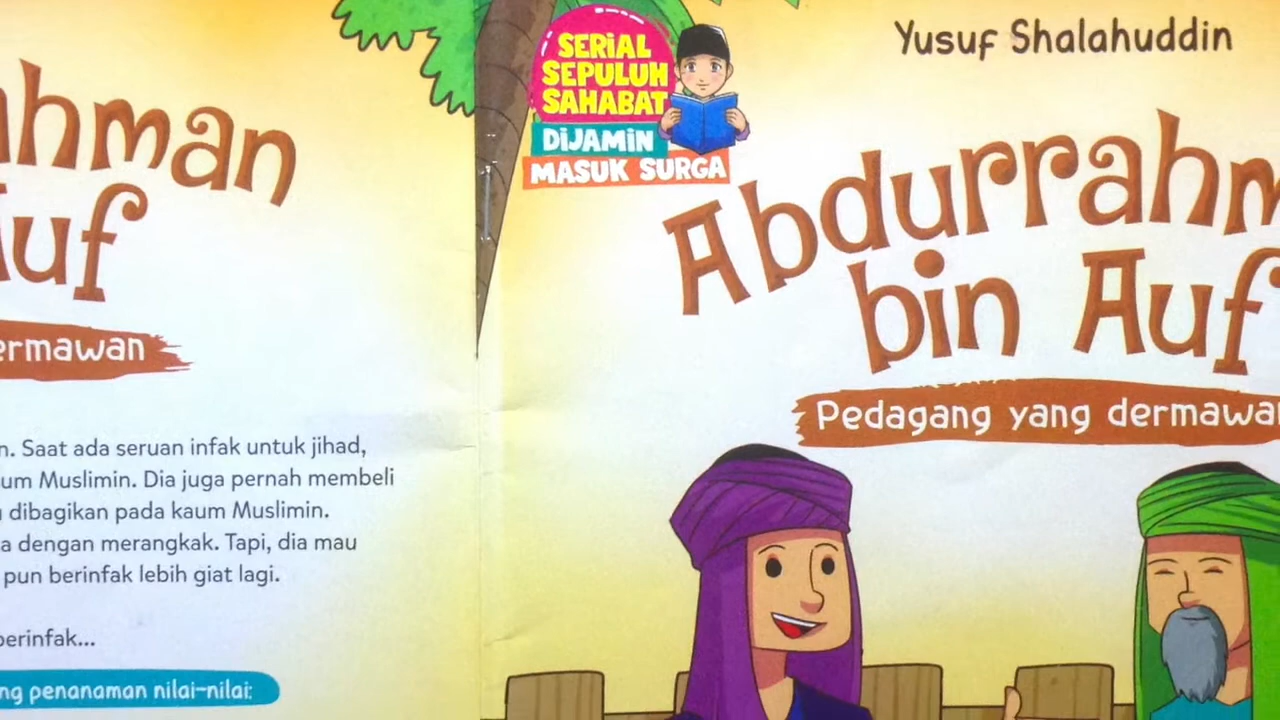 ahman
Auf
ermawan
n. Saat ada seruan infak untuk jihad,
um Muslimin. Dia juga pernah membeli
dibagikan pada kaum Muslimin.
a dengan merangkak. Tapi, dia mau
pun berinfak lebih giat lagi.
berinfak...
ng penanaman nilai-nilai:
SERIAL
SEPULUH
SAHABAT
DIJAMIN
MASUK SURGA
Yusuf Shalahuddin
Abdurrahm
bin Auf
Pedagang yang dermawan